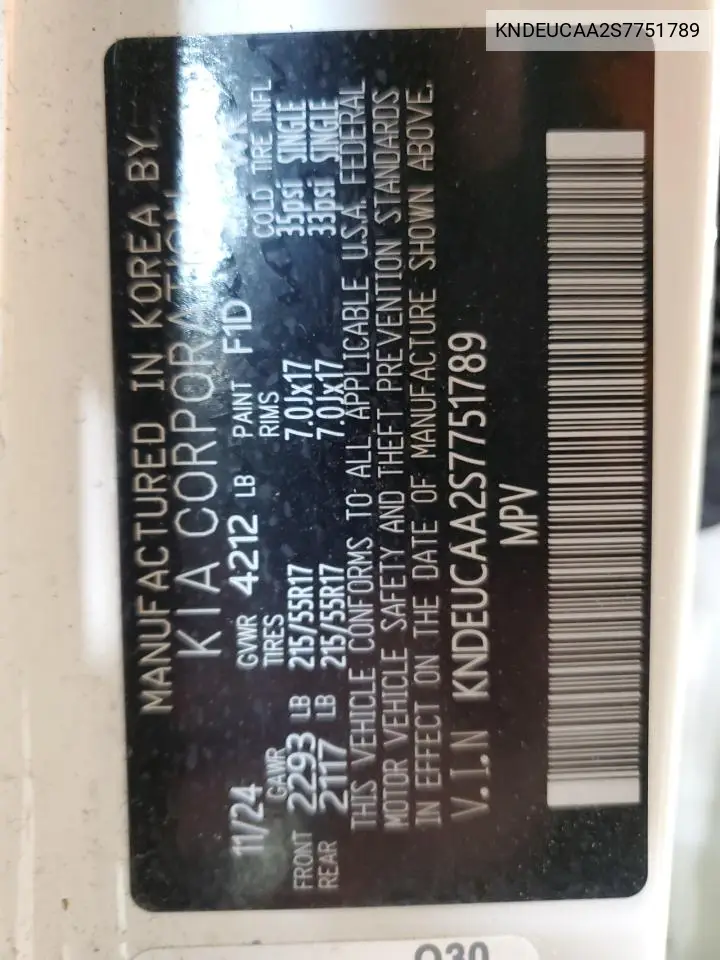 KNDEUCAA2S7751789
MANUFACTURED IN KOREA BY
KIA CORPORATION
11/24 GVWR 4212 LB PAINT F1D
GAWR TIRES RIMS COLD TIRE INFL
FRONT 2293 LB 215/55R17 7.0Jx17 35psi SINGLE
REAR 2117 LB 215/55R17 7.0Jx17 33psi SINGLE
THIS VEHICLE CONFORMS TO ALL APPLICABLE U.S.A. FEDERAL
MOTOR VEHICLE SAFETY AND THEFT PREVENTION STANDARDS
IN EFFECT ON THE DATE OF MANUFACTURE SHOWN ABOVE.
V.I.N KNDEUCAA2S7751789
MPV